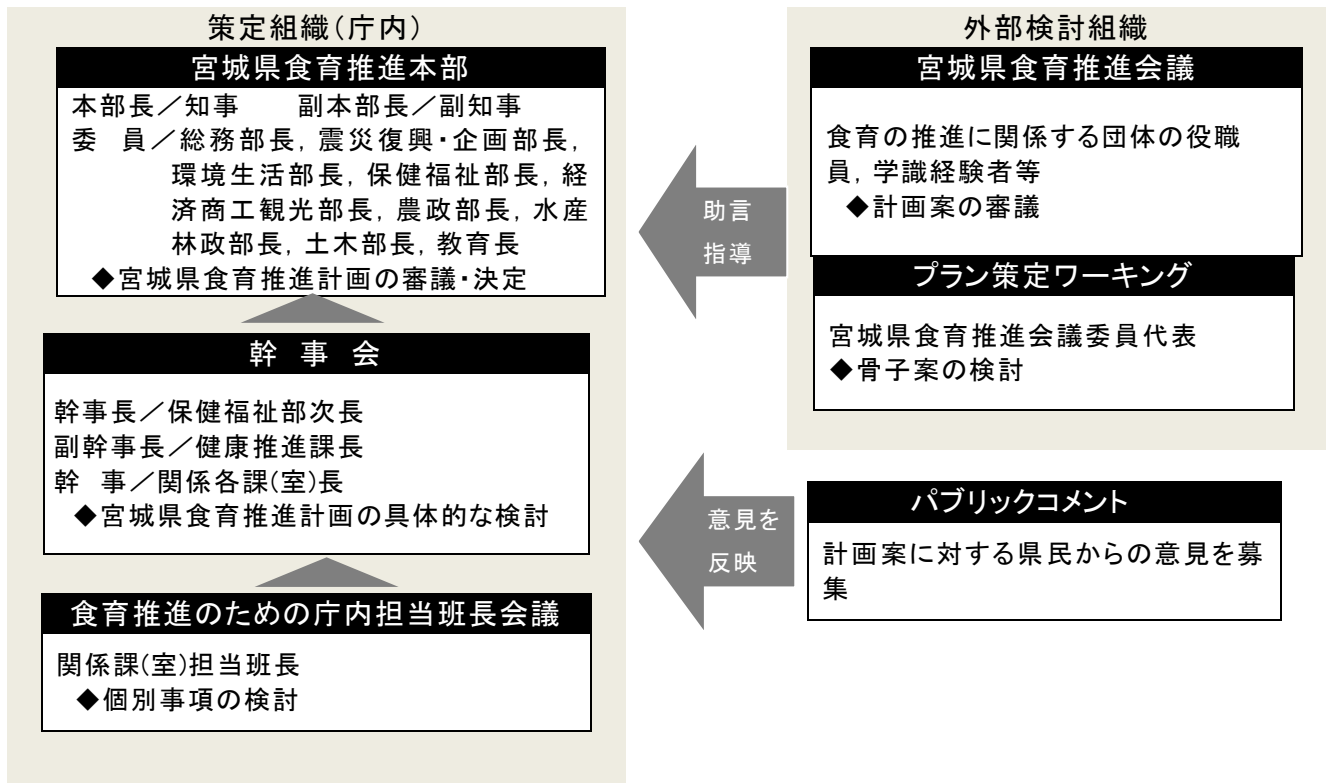 策定組織（庁内）
宮城県食育推進本部
本部長／知事　　副本部長／副知事
委　員／総務部長，震災復興・企画部長，
環境生活部長，保健福祉部長，経
済商工観光部長，農政部長，水産
林政部長，土木部長，教育長
◆宮城県食育推進計画の審議・決定
幹　事　会
幹事長／保健福祉部次長
副幹事長／健康推進課長
幹　事／関係各課(室)長
◆宮城県食育推進計画の具体的な検討
食育推進のための庁内担当班長会議
関係課(室)担当班長
◆個別事項の検討
助言
指導
意見を
反映
外部検討組織
宮城県食育推進会議
食育の推進に関係する団体の役職
員，学識経験者等
◆計画案の審議
プラン策定ワーキング
宮城県食育推進会議委員代表
◆骨子案の検討
パブリックコメント
計画案に対する県民からの意見を募
集